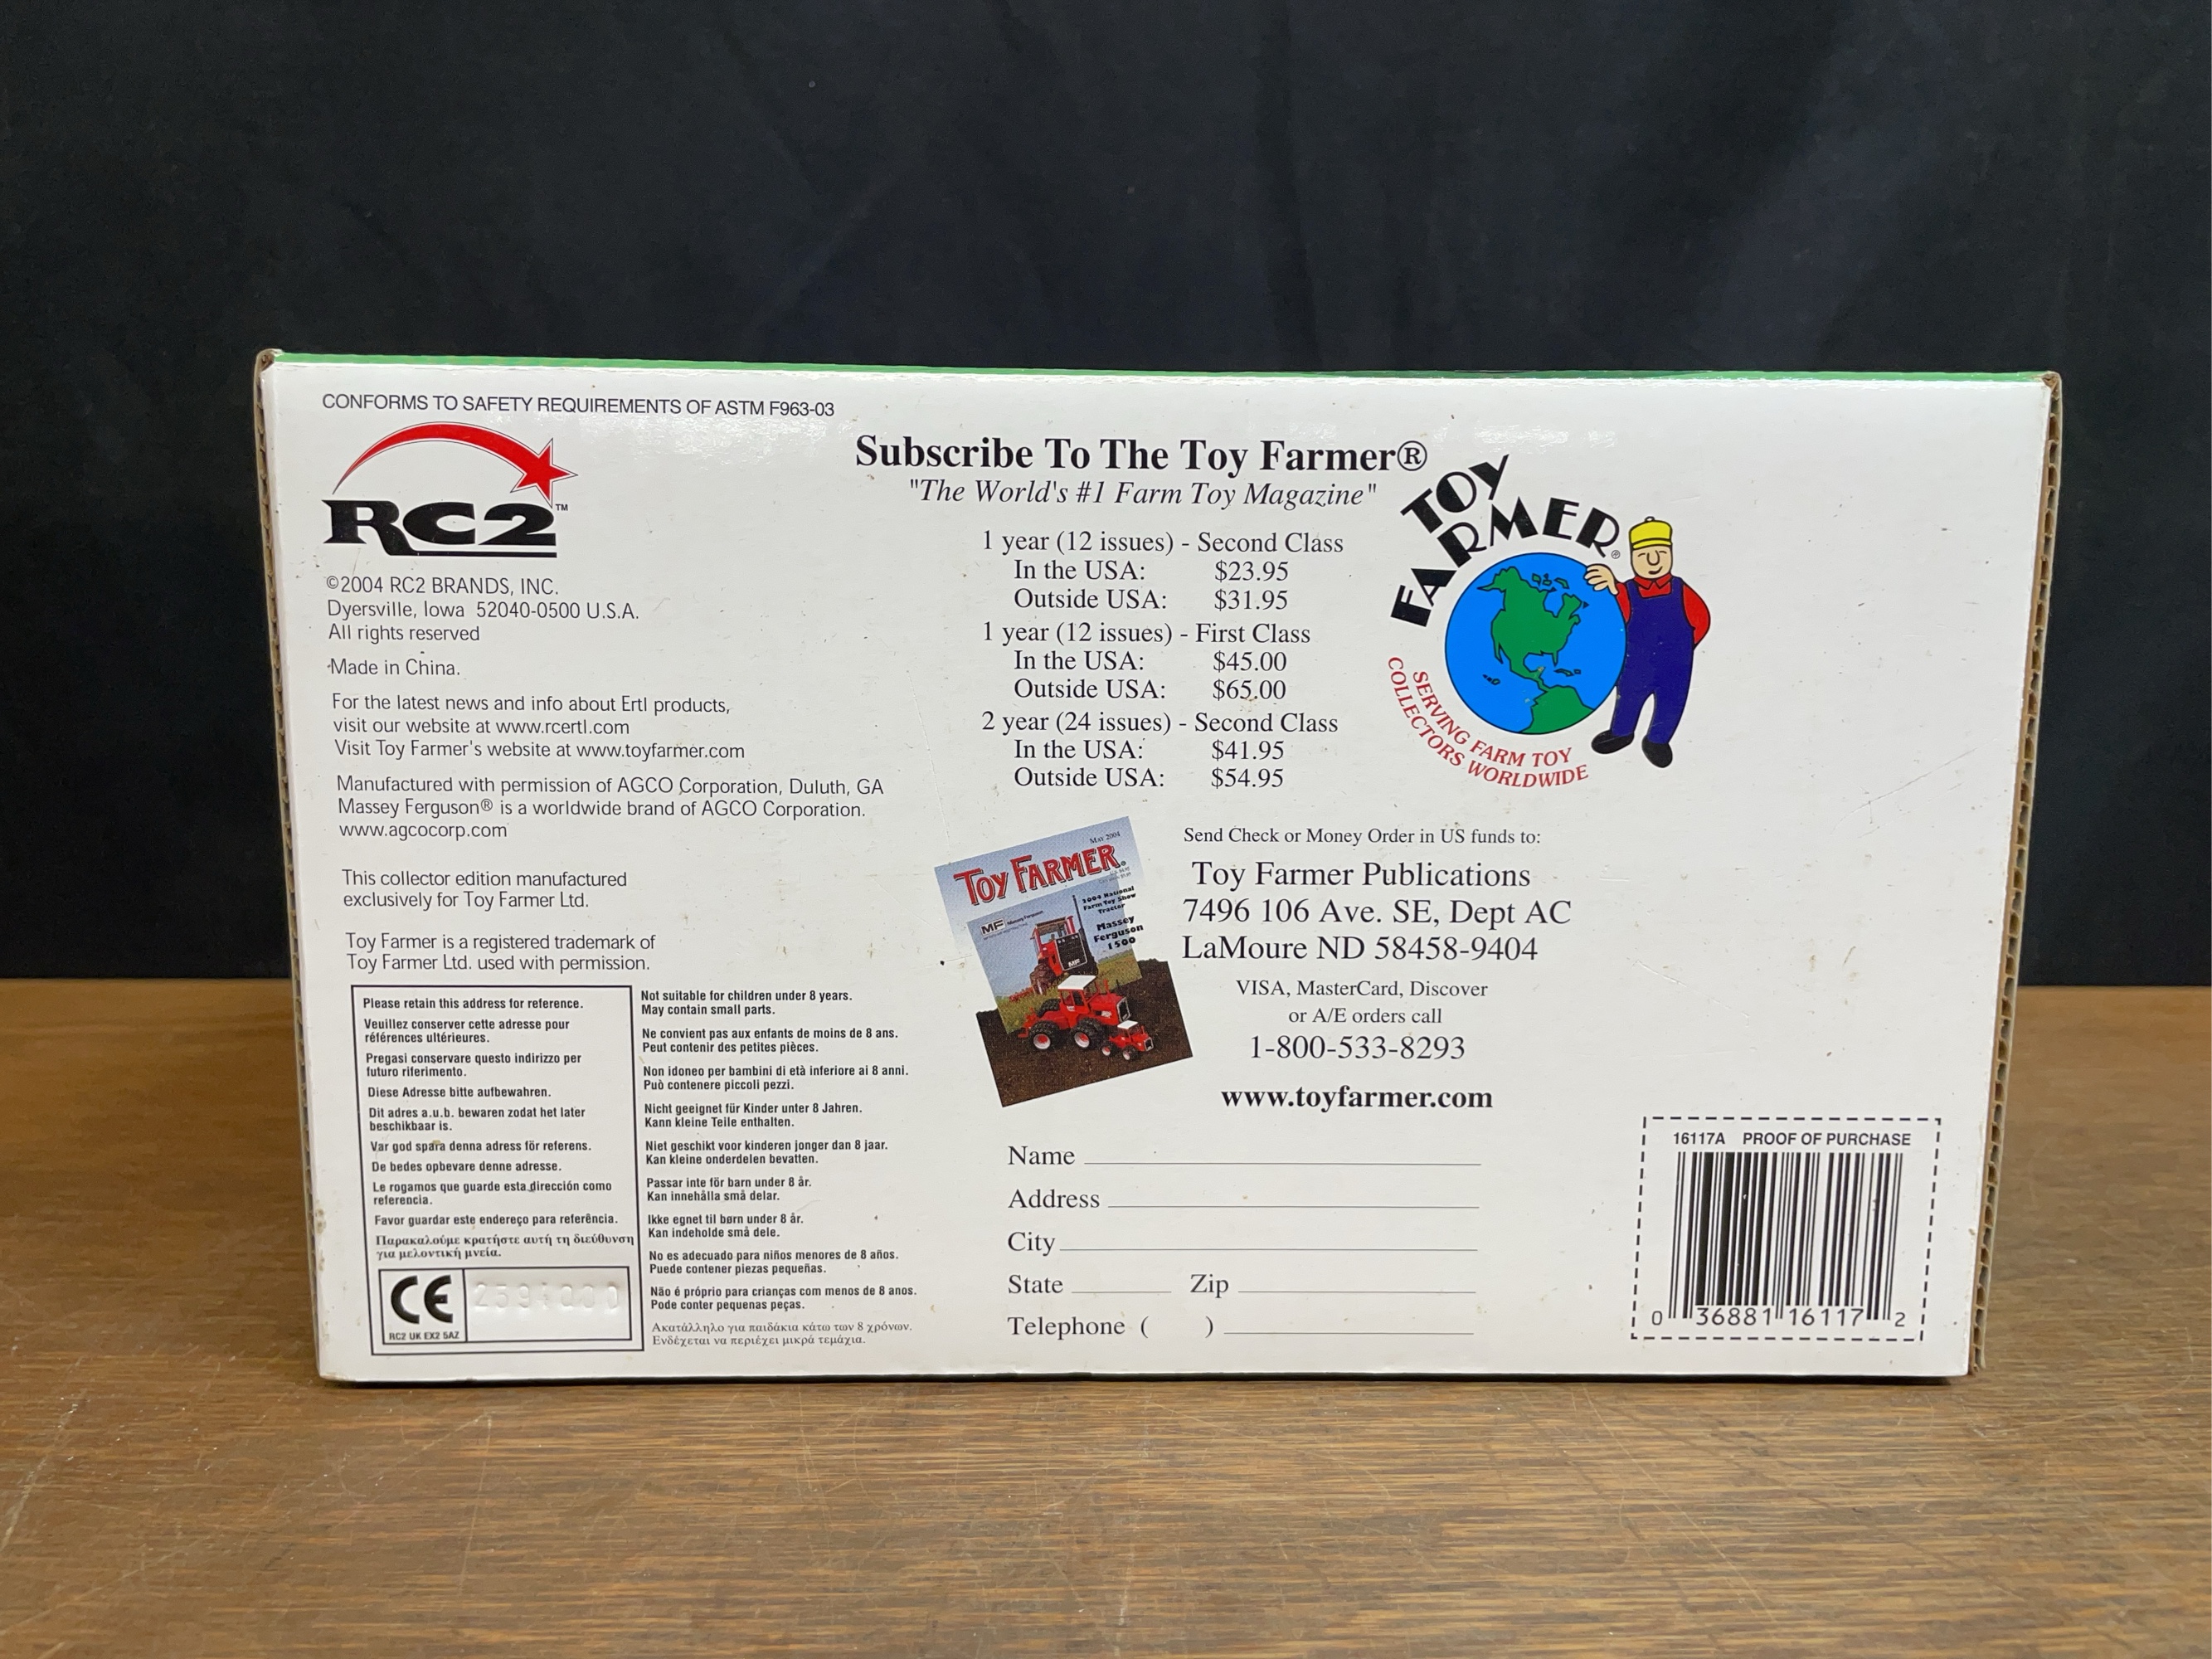 CONFORMS TO SAFETY REQUIREMENTS OF ASTM F963-03
RC2™
©2004 RC2 BRANDS, INC.
Dyersville, Iowa 52040-0500 U.S.A.
All rights reserved
Made in China.
For the latest news and info about Ertl products,
visit our website at www.rcertl.com
Visit Toy Farmer's website at www.toyfarmer.com
Manufactured with permission of AGCO Corporation, Duluth, GA
Massey Ferguson® is a worldwide brand of AGCO Corporation.
www.agcocorp.com
This collector edition manufactured
exclusively for Toy Farmer Ltd.
Toy Farmer is a registered trademark of
Toy Farmer Ltd. used with permission.
Please retain this address for reference.
Veuillez conserver cette adresse pour
références ultérieures.
Pregasi conservare questo indirizzo per
futuro riferimento.
Diese Adresse bitte aufbewahren.
Dit adres a.u.b. bewaren zodat het later
beschikbaar is.
Var god spara denna adress för referens.
De bedes opbevare denne adresse.
Le rogamos que guarde esta dirección como
referencia.
Favor guardar este endereço para referência.
Παρακαλούμε κρατήστε αυτή τη διεύθυνση
για μελοντική μνεία.
CE
RC2 UK EX2 5AZ
Not suitable for children under 8 years.
May contain small parts.
Ne convient pas aux enfants de moins de 8 ans.
Peut contenir des petites pièces.
Non idoneo per bambini di età inferiore ai 8 anni.
Può contenere piccoli pezzi.
Nicht geeignet für Kinder unter 8 Jahren.
Kann kleine Teile enthalten.
Niet geschikt voor kinderen jonger dan 8 jaar.
Kan kleine onderdelen bevatten.
Passar inte för barn under 8 år.
Kan innehålla små delar.
Ikke egnet til børn under 8 år.
Kan indeholde små dele.
No es adecuado para niños menores de 8 años.
Puede contener piezas pequeñas.
Não é próprio para crianças com menos de 8 anos.
Pode conter pequenas peças.
Ακατάλληλο για παιδάκια κάτω των 8 χρόνων.
Ενδέχεται να περιέχει μικρά τεμάχια.
Subscribe To The Toy Farmer®
"The World's #1 Farm Toy Magazine"
1 year (12 issues) - Second Class
In the USA: $23.95
Outside USA: $31.95
1 year (12 issues) - First Class
In the USA: $45.00
Outside USA: $65.00
2 year (24 issues) - Second Class
In the USA: $41.95
Outside USA: $54.95
TOY
FARMER®
SERVING FARM TOY
COLLECTORS WORLDWIDE
May 2004
TOY FARMER®
2004 National
Farm Toy Show
Tractor
Massey
Ferguson
1500
MF Massey Ferguson
Send Check or Money Order in US funds to:
Toy Farmer Publications
7496 106 Ave. SE, Dept AC
LaMoure ND 58458-9404
VISA, MasterCard, Discover
or A/E orders call
1-800-533-8293
www.toyfarmer.com
Name
Address
City
State Zip
Telephone ( )
16117A PROOF OF PURCHASE
0 36881 16117 2